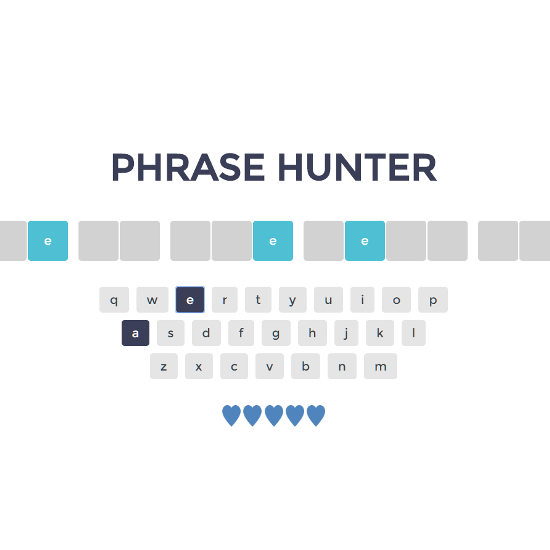 PHRASE HUNTER
e e e
q w e r t y u i o p
a s d f g h j k l
z x c v b n m